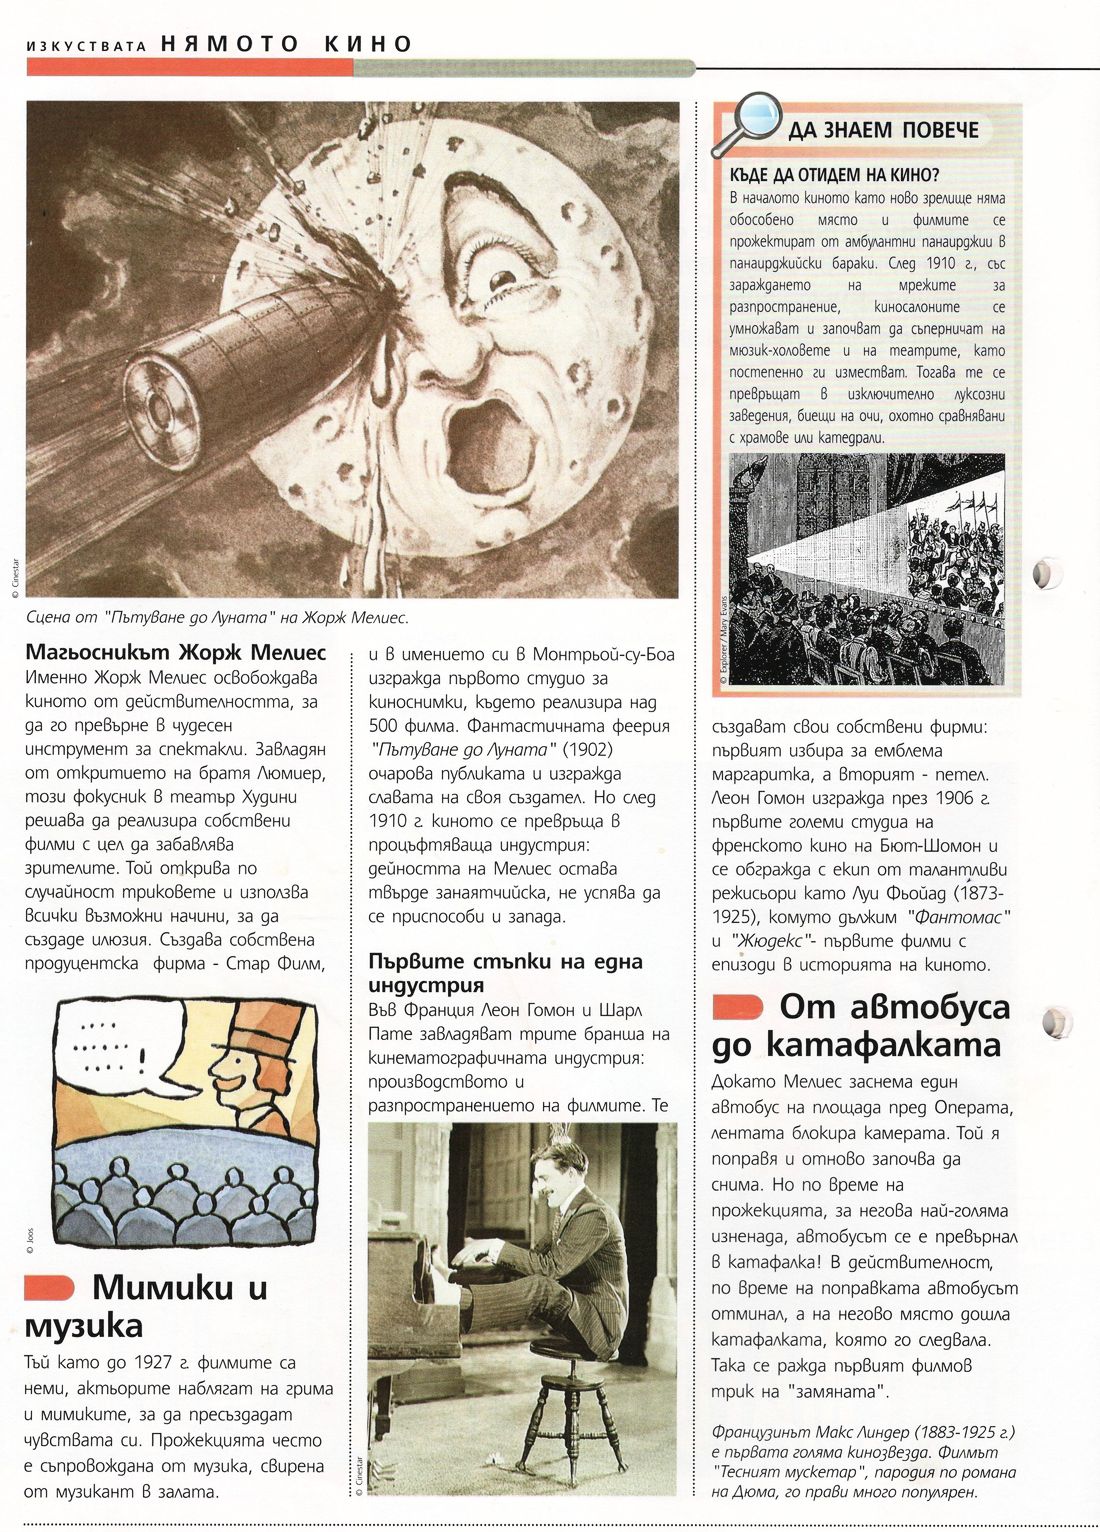 ИЗКУСТВАТА НЯМОТО КИНО
© Cinestar
Сцена от "Пътуване до Луната" на Жорж Мелиес.
Магьосникът Жорж Мелиес
Именно Жорж Мелиес освобождава
киното от действителността, за
да го превърне в чудесен
инструмент за спектакли. Завладян
от откритието на братя Люмиер,
този фокусник в театър Худини
решава да реализира собствени
филми с цел да забавлява
зрителите. Той открива по
случайност триковете и използва
всички възможни начини, за да
създаде илюзия. Създава собствена
продуцентска фирма - Стар Филм,
© Joos
Мимики и
музика
Тъй като до 1927 г. филмите са
неми, актьорите наблягат на грима
и мимиките, за да пресъздадат
чувствата си. Прожекцията често
е съпровождана от музика, свирена
от музикант в залата.
и в имението си в Монтрьой-су-Боа
изгражда първото студио за
киноснимки, където реализира над
500 филма. Фантастичната феерия
"Пътуване до Луната" (1902)
очарова публиката и изгражда
славата на своя създател. Но след
1910 г. киното се превръща в
процъфтяваща индустрия:
дейността на Мелиес остава
твърде занаятчийска, не успява да
се приспособи и запада.
Първите стъпки на една
индустрия
Във Франция Леон Гомон и Шарл
Пате завладяват трите бранша на
кинематографичната индустрия:
производството и
разпространението на филмите. Те
© Cinestar
ДА ЗНАЕМ ПОВЕЧЕ
КЪДЕ ДА ОТИДЕМ НА КИНО?
В началото киното като ново зрелище няма
обособено място и филмите се
прожектират от амбулантни панаирджии в
панаирджийски бараки. След 1910 г., със
зараждането на мрежите за
разпространение, киносалоните се
умножават и започват да съперничат на
мюзик-холовете и на театрите, като
постепенно ги изместват. Тогава те се
превръщат в изключително луксозни
заведения, биещи на очи, охотно сравнявани
с храмове или катедрали.
© Explorer / Mary Evans
създават свои собствени фирми:
първият избира за емблема
маргаритка, а вторият - петел.
Леон Гомон изгражда през 1906 г.
първите големи студиа на
френското кино на Бют-Шомон и
се обгражда с екип от талантливи
режисьори като Луи Фьойад (1873-
1925), комуто дължим "Фантомас"
и "Жюдекс"- първите филми с
епизоди в историята на киното.
От автобуса
до катафалката
Докато Мелиес заснема един
автобус на площада пред Операта,
лентата блокира камерата. Той я
поправя и отново започва да
снима. Но по време на
прожекцията, за негова най-голяма
изненада, автобусът се е превърнал
в катафалка! В действителност,
по време на поправката автобусът
отминал, а на негово място дошла
катафалката, която го следвала.
Така се ражда първият филмов
трик на "замяната".
Французинът Макс Линдер (1883-1925 г.)
е първата голяма кинозвезда. Филмът
"Тесният мускетар", пародия по романа
на Дюма, го прави много популярен.